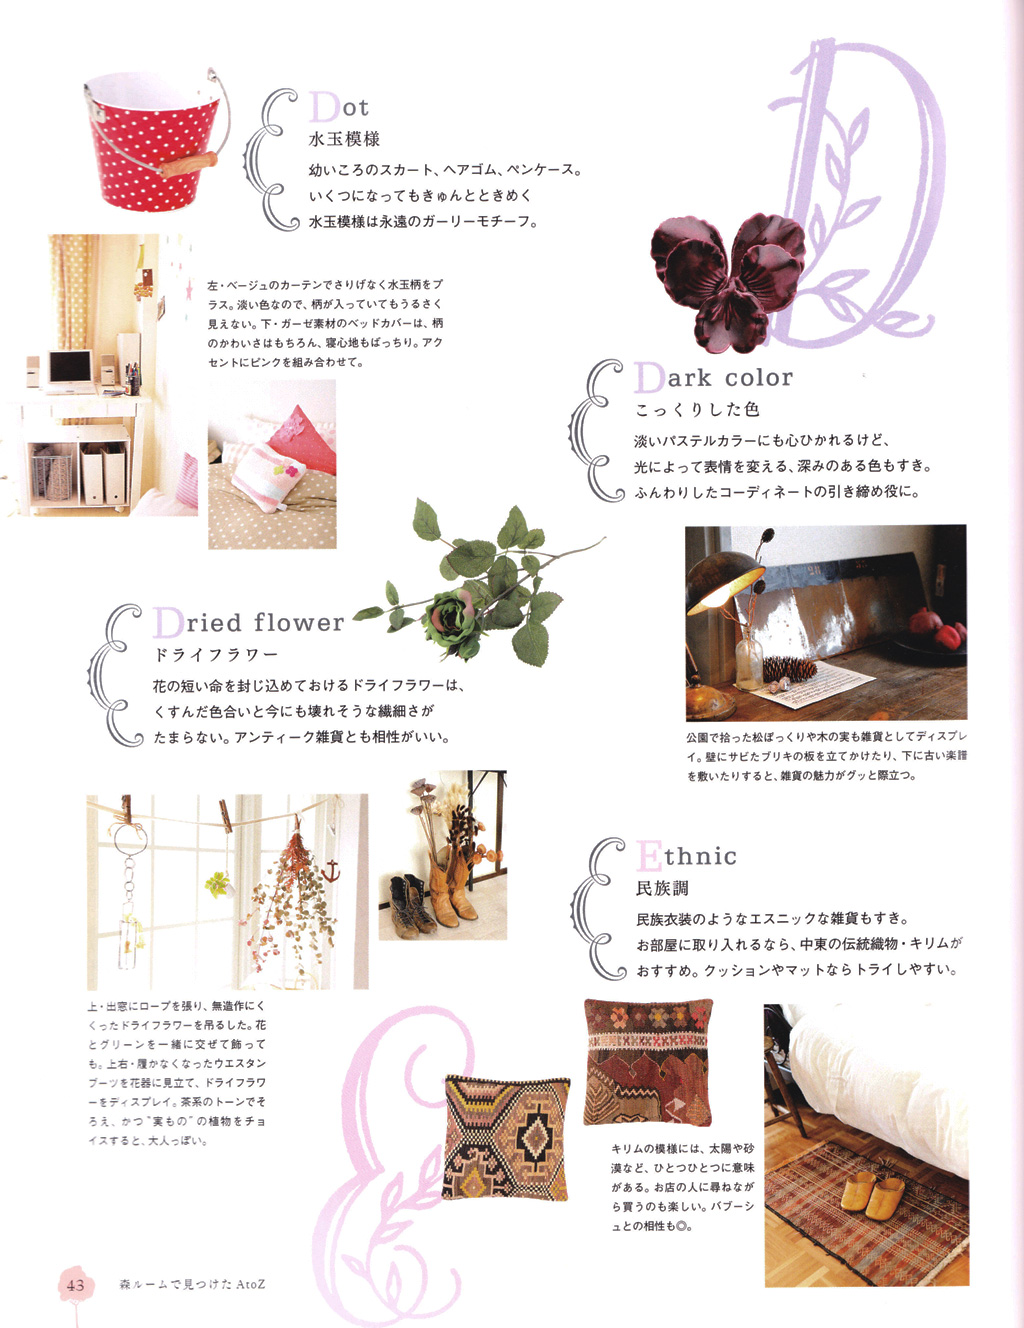 Dot
水玉模様
幼いころのスカート、ヘアゴム、ペンケース。
いくつになってもきゅんとときめく
水玉模様は永遠のガーリーモチーフ。
左・ベージュのカーテンでさりげなく水玉柄をプ
ラス。淡い色なので、柄が入っていてもうるさく
見えない。下・ガーゼ素材のベッドカバーは、柄
のかわいさはもちろん、寝心地もばっちり。アク
セントにピンクを組み合わせて。
D
Dark color
こっくりした色
淡いパステルカラーにも心ひかれるけど、
光によって表情を変える、深みのある色もすき。
ふんわりしたコーディネートの引き締め役に。
公園で拾った松ぼっくりや木の実も雑貨としてディスプレ
イ。壁にサビたブリキの板を立てかけたり、下に古い楽譜
を敷いたりすると、雑貨の魅力がグッと際立つ。
Dried flower
ドライフラワー
花の短い命を封じ込めておけるドライフラワーは、
くすんだ色合いと今にも壊れそうな繊細さが
たまらない。アンティーク雑貨とも相性がいい。
上・出窓にロープを張り、無造作にく
くったドライフラワーを吊るした。花
とグリーンを一緒に交ぜて飾って
も。上右・履かなくなったウエスタン
ブーツを花器に見立て、ドライフラワ
ーをディスプレイ。茶系のトーンでそ
ろえ、かつ“実もの”の植物をチョ
イスすると、大人っぽい。
E
Ethnic
民族調
民族衣装のようなエスニックな雑貨もすき。
お部屋に取り入れるなら、中東の伝統織物・キリムが
おすすめ。クッションやマットならトライしやすい。
キリムの模様には、太陽や砂
漠など、ひとつひとつに意味
がある。お店の人に尋ねなが
ら買うのも楽しい。バブーシ
ュとの相性も◎。
43
森ルームで見つけた AtoZ